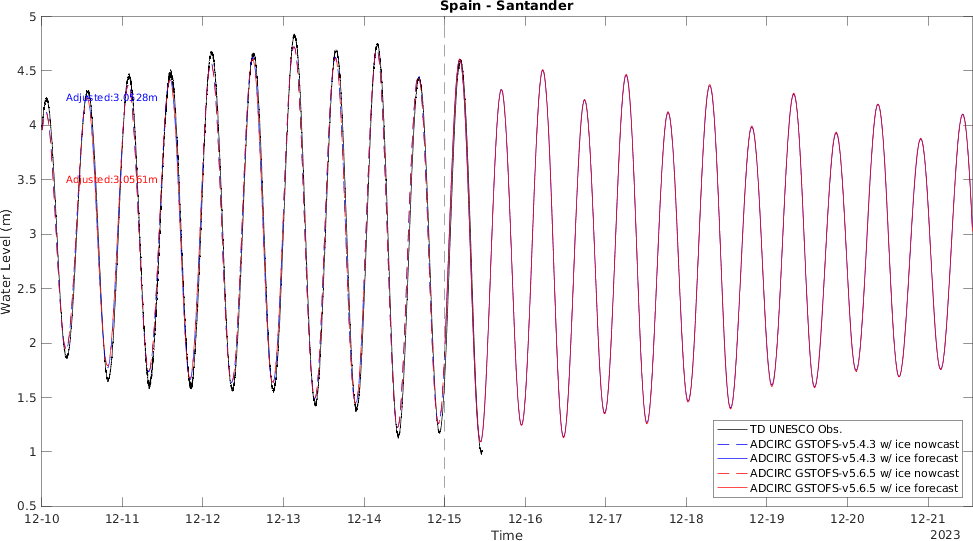 Spain - Santander
5
4.5
4
3.5
3
2.5
2
1.5
1
0.5
Water Level (m)
Adjusted:3.0528m
Adjusted:3.0561m
TD UNESCO Obs.
ADCIRC GSTOFS-v5.4.3 w/ ice nowcast
ADCIRC GSTOFS-v5.4.3 w/ ice forecast
ADCIRC GSTOFS-v5.6.5 w/ ice nowcast
ADCIRC GSTOFS-v5.6.5 w/ ice forecast
12-10 12-11 12-12 12-13 12-14 12-15 12-16 12-17 12-18 12-19 12-20 12-21
2023
Time